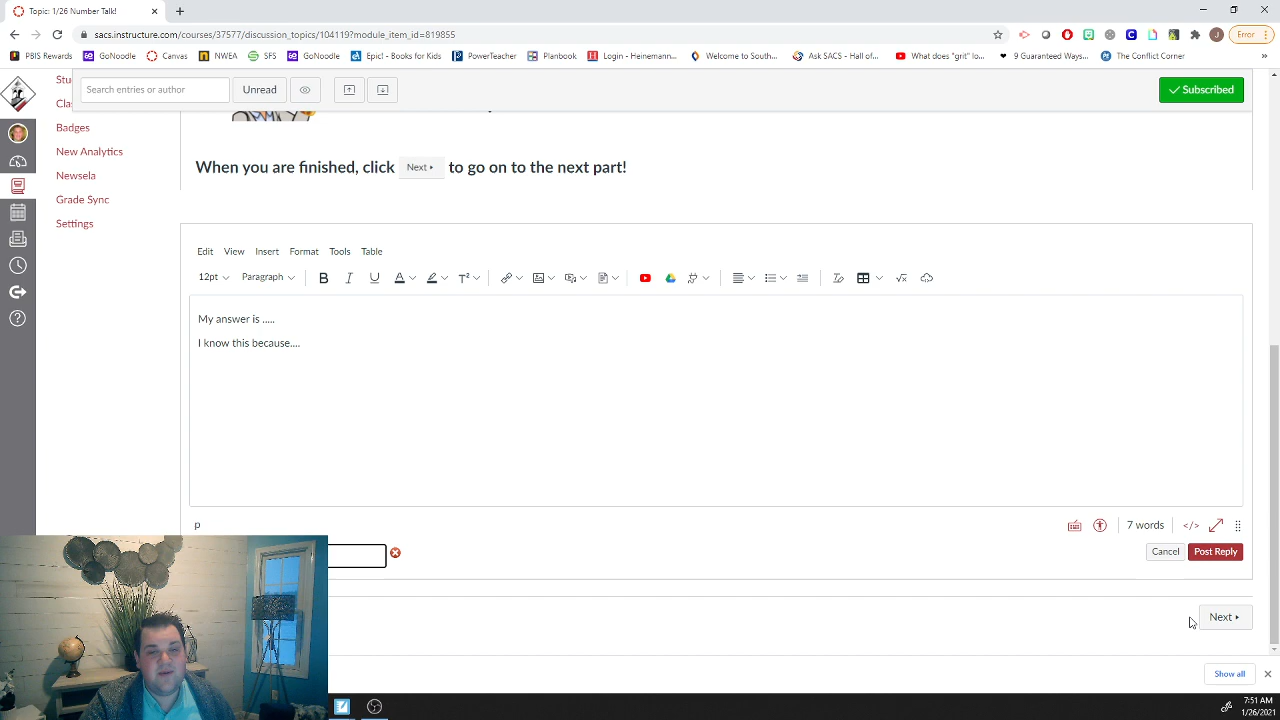 Topic: 1/26 Number Talk!
sacs.instructure.com/courses/37577/discussion_topics/104119?module_item_id=819855
J
Error
PBIS Rewards
GoNoodle
Canvas
NWEA
SFS
GoNoodle
Epic! - Books for Kids
PowerTeacher
Plantook
Login - Heinemann...
Welcome to South...
Ask SACS - Hall of...
What does "grit" lo...
9 Guaranteed Ways...
The Conflict Corner
»
Search entries or author
Unread
Subscribed
Badges
New Analytics
Newsela
Grade Sync
Settings
When you are finished, click Next to go on to the next part!
Edit View Insert Format Tools Table
12pt Paragraph B I U A T²
My answer is .....
I know this because....
p
7 words </>
Cancel Post Reply
Next
Show all
7:51 AM
1/26/2021